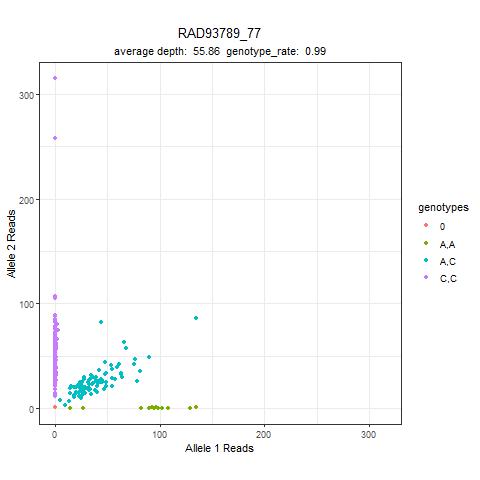 RAD93789_77
average depth:  55.86  genotype_rate:  0.99
300
200
100
0
0
100
200
300
Allele 1 Reads
Allele 2 Reads
genotypes
0
A,A
A,C
C,C